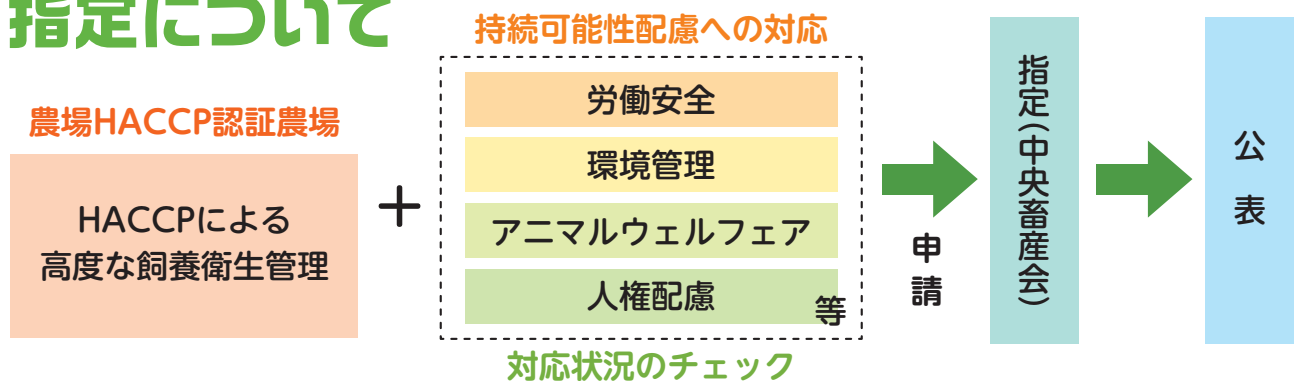 指定について
農場HACCP認証農場
HACCPによる
高度な飼養衛生管理
+
持続可能性配慮への対応
労働安全
環境管理
アニマルウェルフェア
人権配慮
等
対応状況のチェック
申請
指定(中央畜産会)
公表